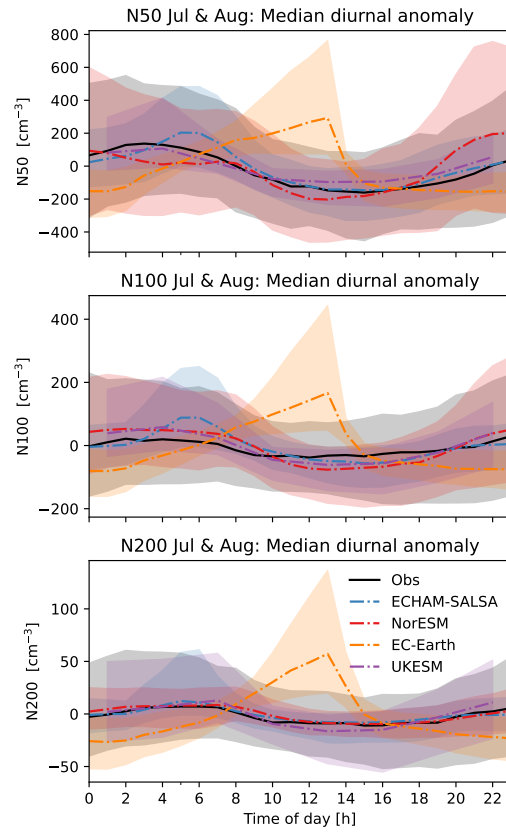 N50 Jul & Aug: Median diurnal anomaly
800
600
400
200
0
−200
−400
N50 [cm⁻³]
N100 Jul & Aug: Median diurnal anomaly
400
200
0
−200
N100 [cm⁻³]
N200 Jul & Aug: Median diurnal anomaly
100
50
0
−50
N200 [cm⁻³]
Obs
ECHAM-SALSA
NorESM
EC-Earth
UKESM
0 2 4 6 8 10 12 14 16 18 20 22
Time of day [h]